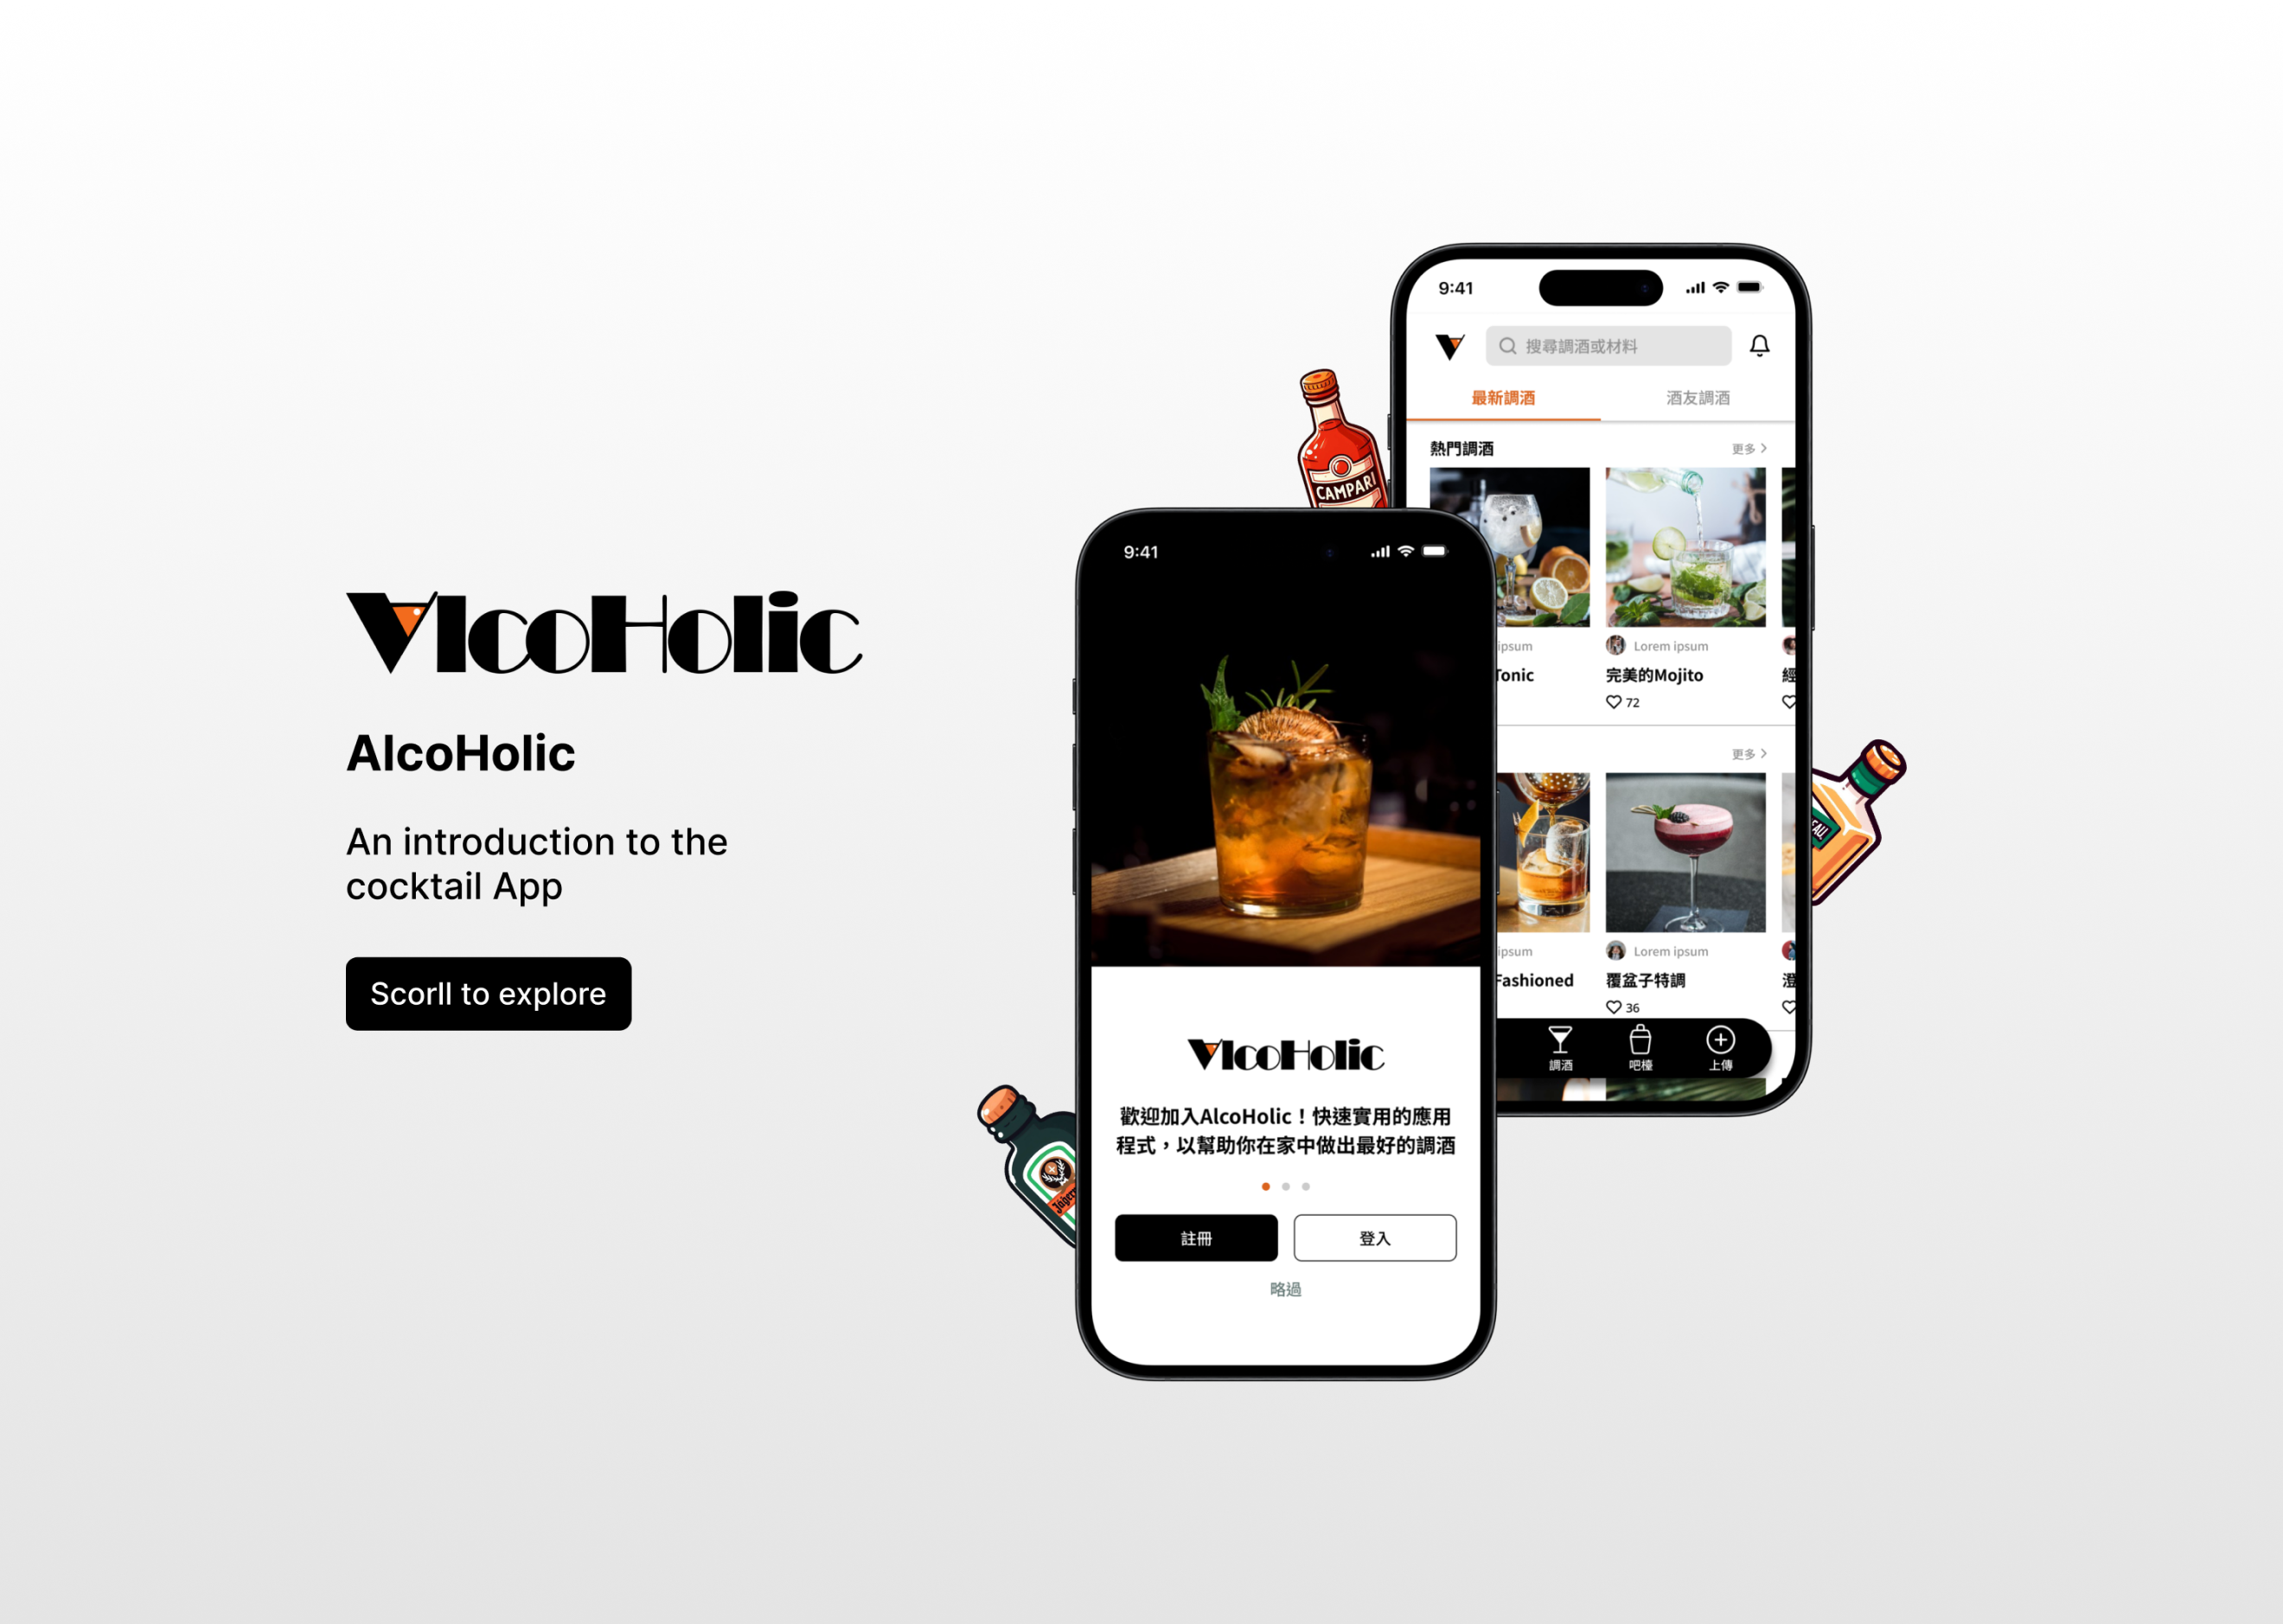 AlcoHolic
AlcoHolic
An introduction to the
cocktail App
Scorll to explore
CAMPARI
9:41
搜尋調酒或材料
最新調酒
酒友調酒
熱門調酒
更多
Lorem ipsum
ipsum
Tonic
完美的Mojito
經
72
更多
ipsum
Lorem ipsum
Fashioned
覆盆子特調
澄
36
調酒
吧檯
上傳
9:41
AlcoHolic
歡迎加入AlcoHolic！快速實用的應用
程式，以幫助你在家中做出最好的調酒
註冊
登入
略過